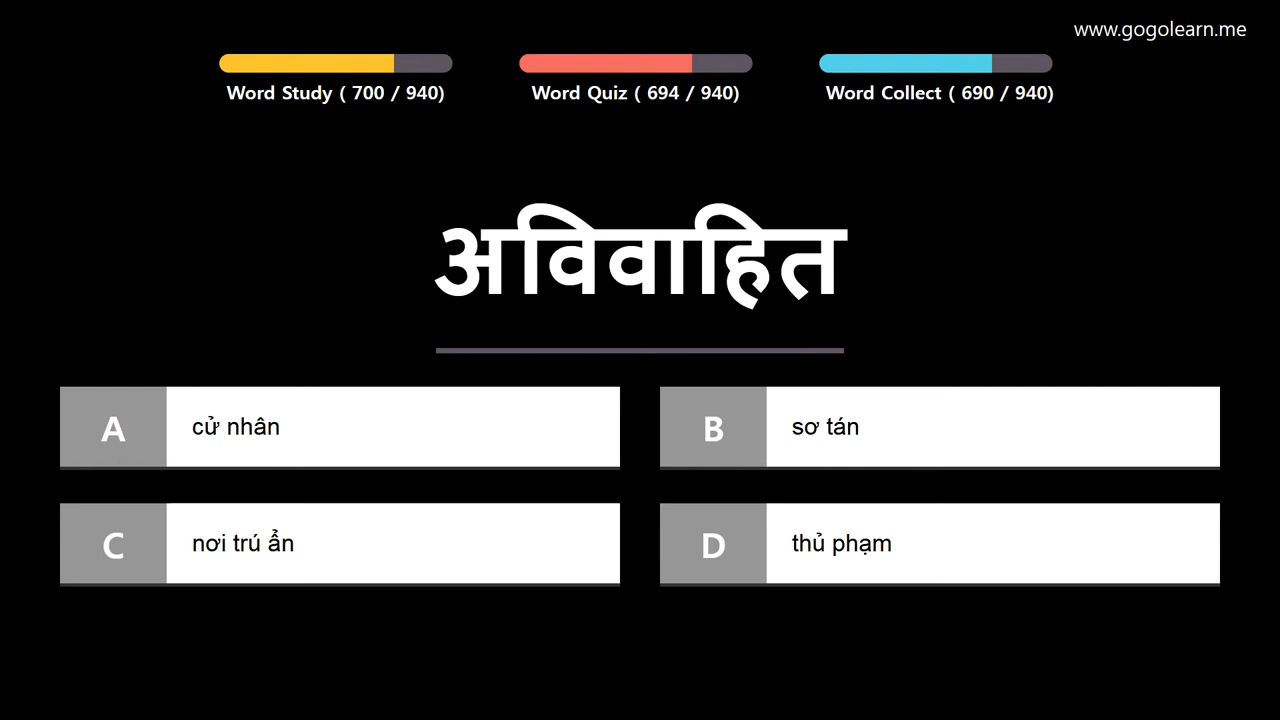 www.gogolearn.me
Word Study ( 700 / 940)
Word Quiz ( 694 / 940)
Word Collect ( 690 / 940)
अविवाहित
A cử nhân
B sơ tán
C nơi trú ẩn
D thủ phạm